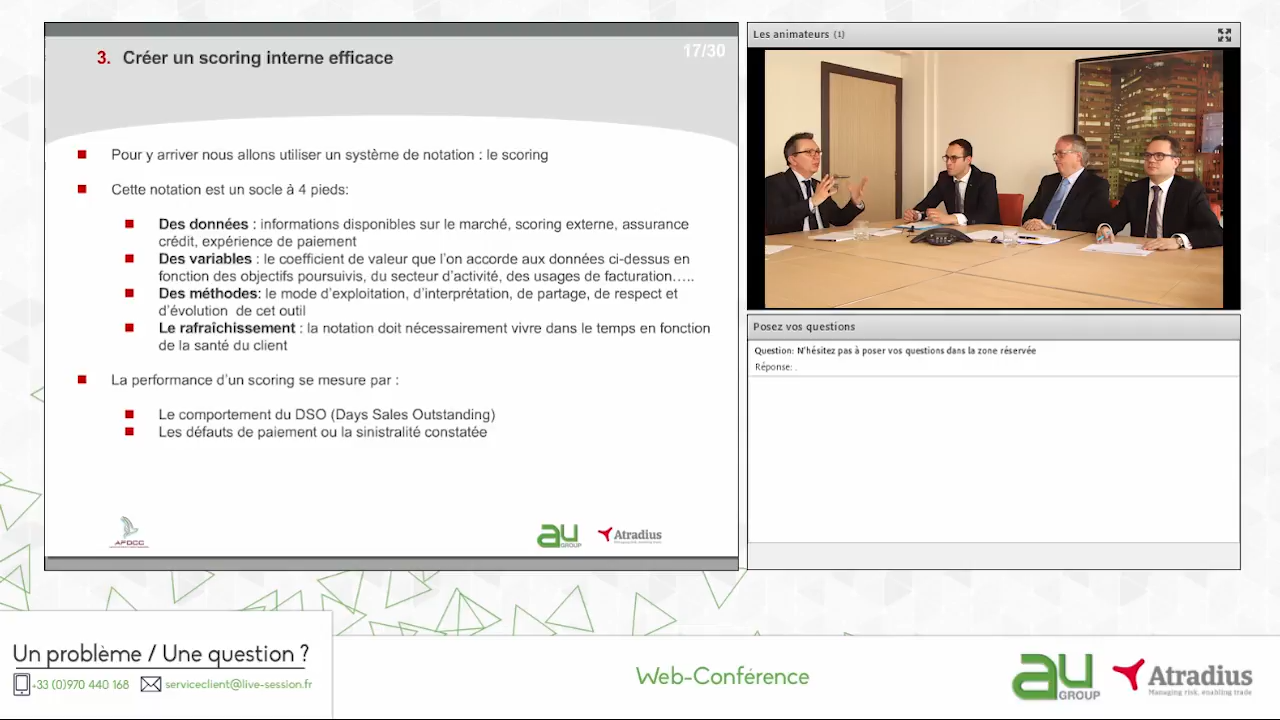 3. Créer un scoring interne efficace
17/30
Pour y arriver nous allons utiliser un système de notation : le scoring
Cette notation est un socle à 4 pieds:
Des données : informations disponibles sur le marché, scoring externe, assurance
crédit, expérience de paiement
Des variables : le coefficient de valeur que l'on accorde aux données ci-dessus en
fonction des objectifs poursuivis, du secteur d'activité, des usages de facturation…..
Des méthodes: le mode d'exploitation, d'interprétation, de partage, de respect et
d'évolution de cet outil
Le rafraîchissement : la notation doit nécessairement vivre dans le temps en fonction
de la santé du client
La performance d'un scoring se mesure par :
Le comportement du DSO (Days Sales Outstanding)
Les défauts de paiement ou la sinistralité constatée
AFDCC
au
GROUP
Atradius
Les animateurs (1)
Posez vos questions
Question: N'hésitez pas à poser vos questions dans la zone réservée
Réponse: .
Un problème / Une question ?
+33 (0)970 440 168
serviceclient@live-session.fr
Web-Conférence
au
GROUP
Atradius
Managing risk, enabling trade